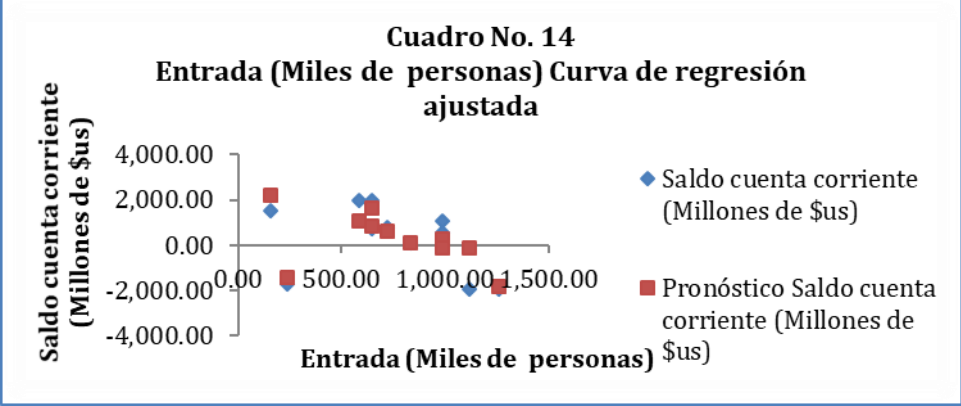 Cuadro No. 14
Entrada (Miles de personas) Curva de regresión
ajustada
Saldo cuenta corriente
(Millones de $us)
4,000.00
2,000.00
0.00
-2,000.00
-4,000.00
0.00
500.00
1,000.00
1,500.00
Entrada (Miles de personas)
Saldo cuenta corriente
(Millones de $us)
Pronóstico Saldo cuenta
corriente (Millones de
$us)